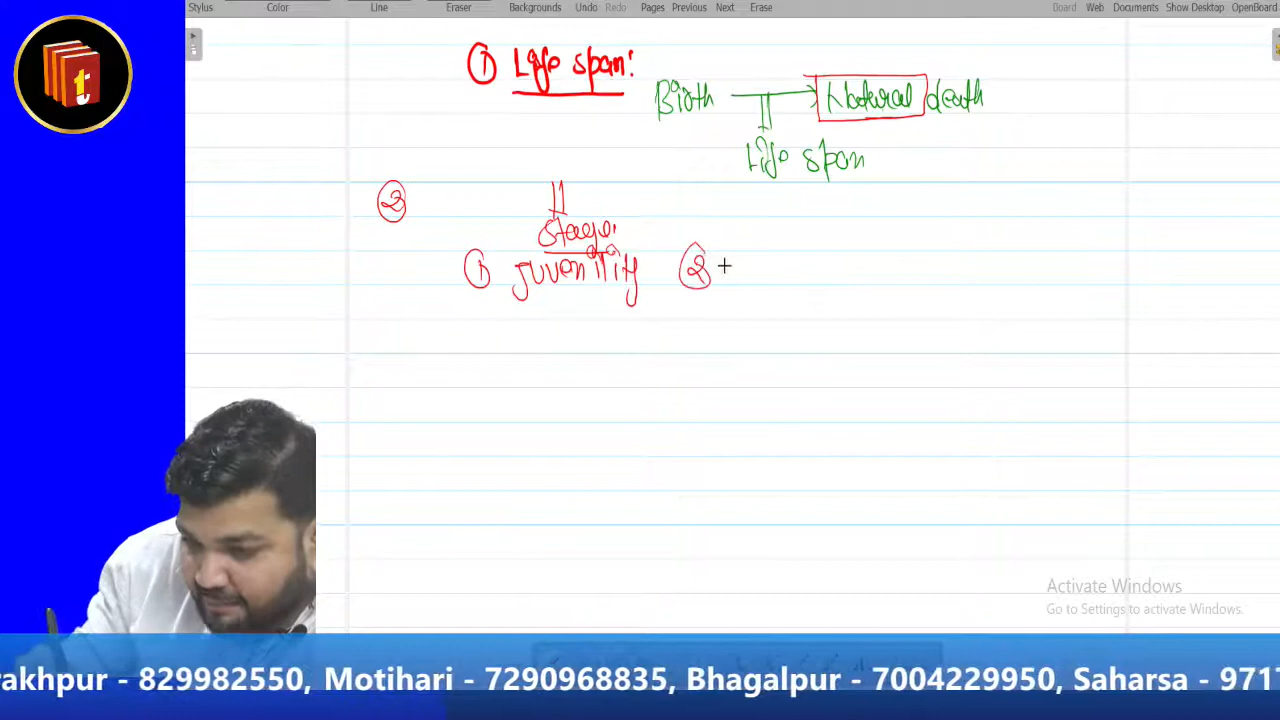 Stylus Color Line Eraser Backgrounds Undo Redo Pages Previous Next Erase Board Web Documents Show Desktop OpenBoard
① Life span:
Birth → Natural death
Life span
②
stage:
① Juvenility ②
t
Activate Windows
Go to Settings to activate Windows.
rakhpur - 829982550, Motihari - 7290968835, Bhagalpur - 7004229950, Saharsa - 971